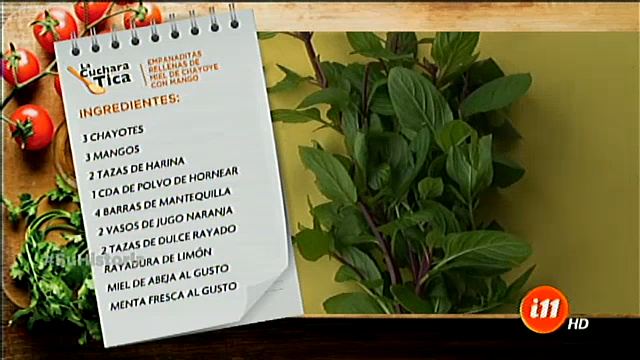 La
Cuchara
Tica
EMPANADITAS
RELLENAS DE
MIEL DE CHAYOTE
CON MANGO
INGREDIENTES:
3 CHAYOTES
3 MANGOS
2 TAZAS DE HARINA
1 CDA DE POLVO DE HORNEAR
4 BARRAS DE MANTEQUILLA
2 VASOS DE JUGO NARANJA
2 TAZAS DE DULCE RAYADO
RAYADURA DE LIMÓN
MIEL DE ABEJA AL GUSTO
MENTA FRESCA AL GUSTO
#SuHistoria
i11
HD